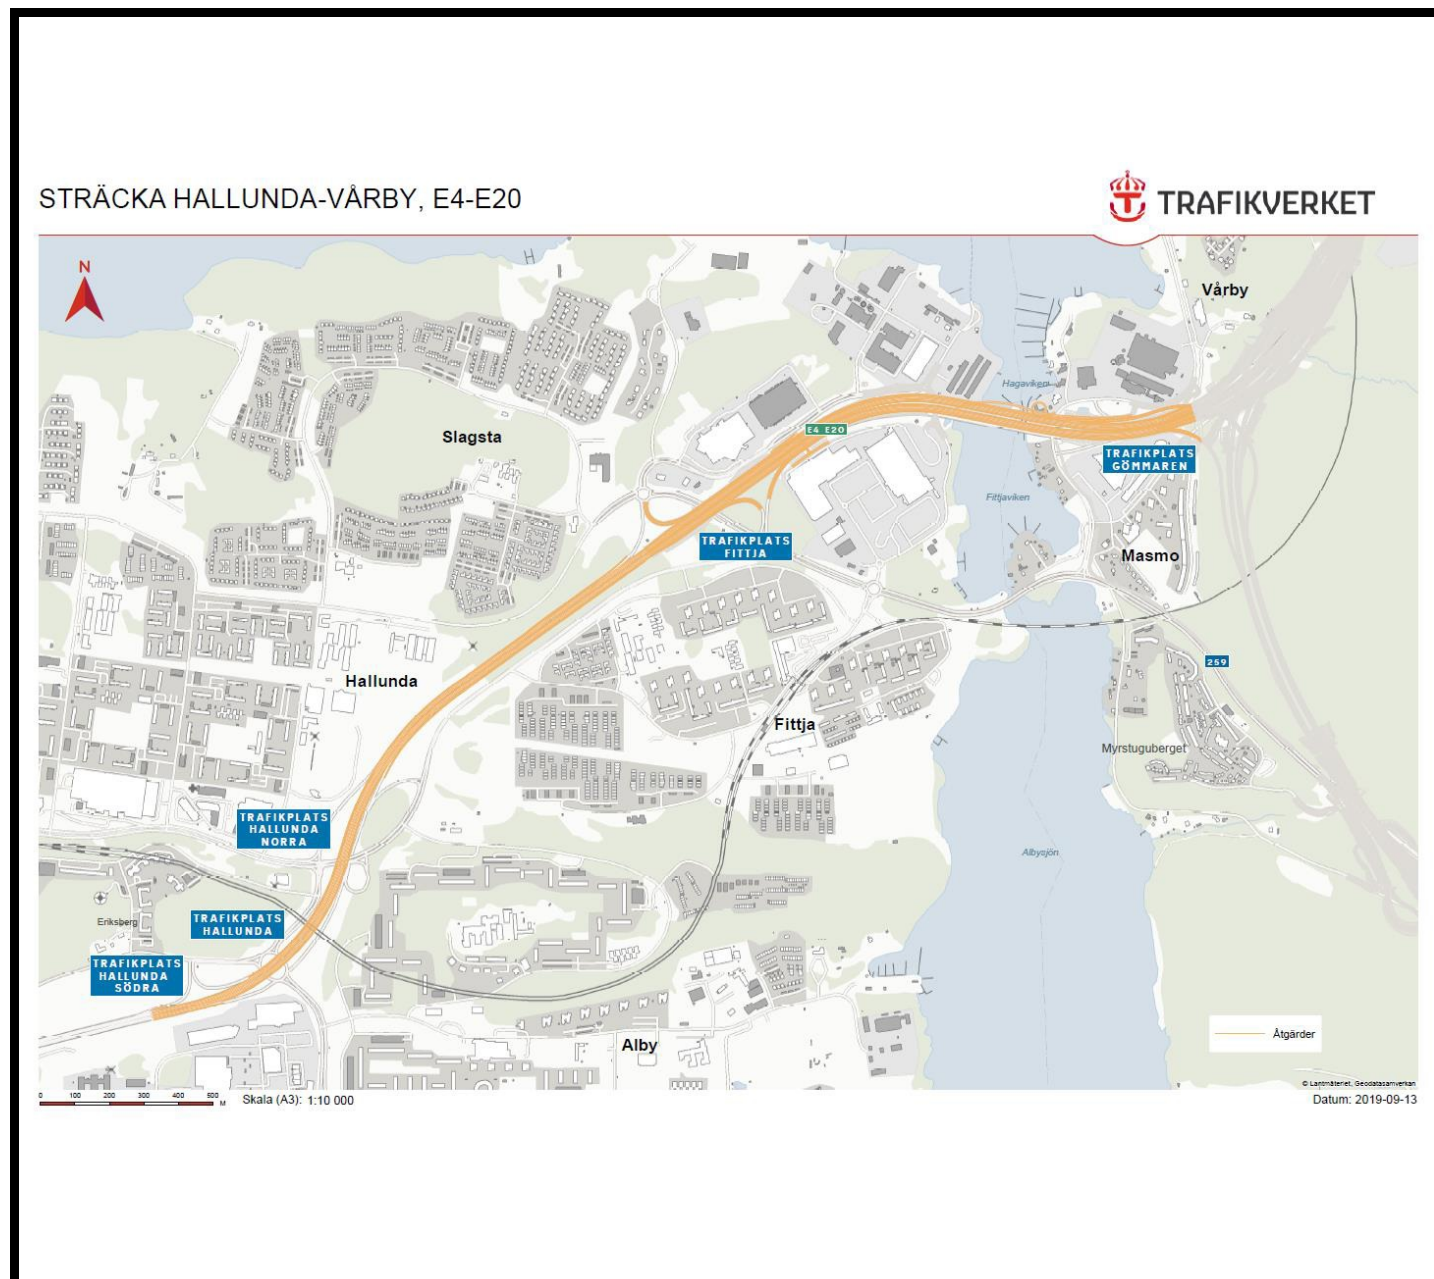 STRÄCKA HALLUNDA-VÅRBY, E4-E20
TRAFIKVERKET
N
Vårby
Hagaviken
Slagsta
E4 E20
TRAFIKPLATS
GÖMMAREN
Fittjaviken
TRAFIKPLATS
FITTJA
Masmo
259
Hallunda
Fittja
Myrstuguberget
TRAFIKPLATS
HALLUNDA
NORRA
Albysjön
Eriksberg
TRAFIKPLATS
HALLUNDA
TRAFIKPLATS
HALLUNDA
SÖDRA
Åtgärder
Alby
© Lantmäteriet, Geodatasamverkan
0 100 200 300 400 500
M
Skala (A3): 1:10 000
Datum: 2019-09-13